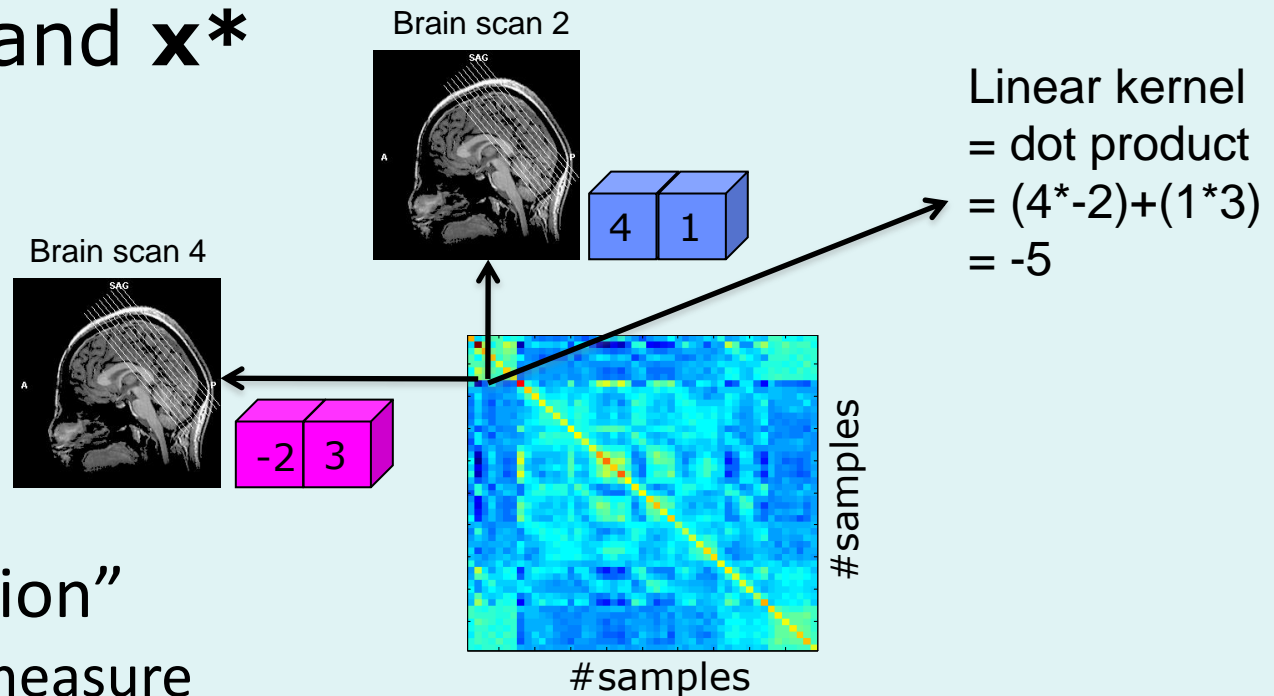 and x*
Brain scan 2
SAG
A
P
4 1
Linear kernel
= dot product
= (4*-2)+(1*3)
= -5
Brain scan 4
SAG
A
P
-2 3
#samples
#samples
ion”
measure